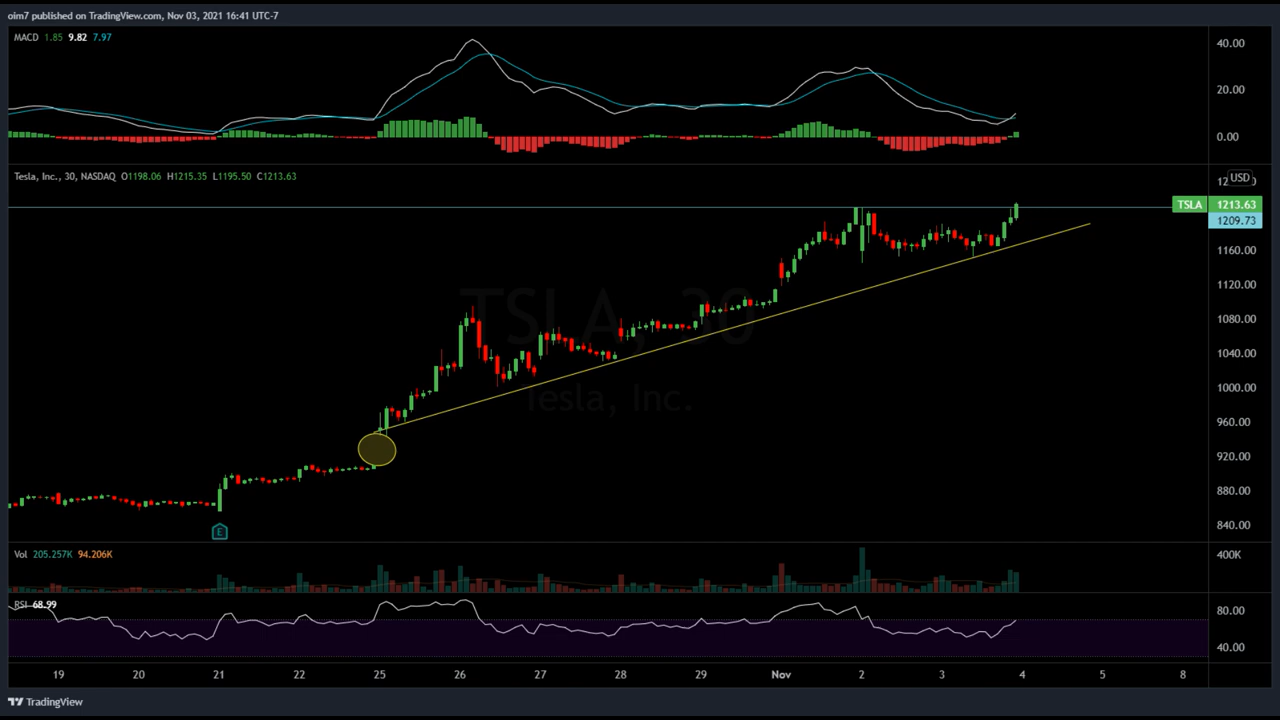 oim7 published on TradingView.com, Nov 03, 2021 16:41 UTC-7
MACD 1.85 9.82 7.97
40.00
20.00
0.00
Tesla, Inc., 30, NASDAQ O1198.06 H1215.35 L1195.50 C1213.63
USD
TSLA 1213.63
1209.73
1160.00
1120.00
1080.00
1040.00
1000.00
960.00
920.00
880.00
840.00
TSLA, 30
Tesla, Inc.
E
Vol 205.257K 94.206K
400K
RSI 68.99
80.00
40.00
19 20 21 22 25 26 27 28 29 Nov 2 3 4 5 8
TradingView